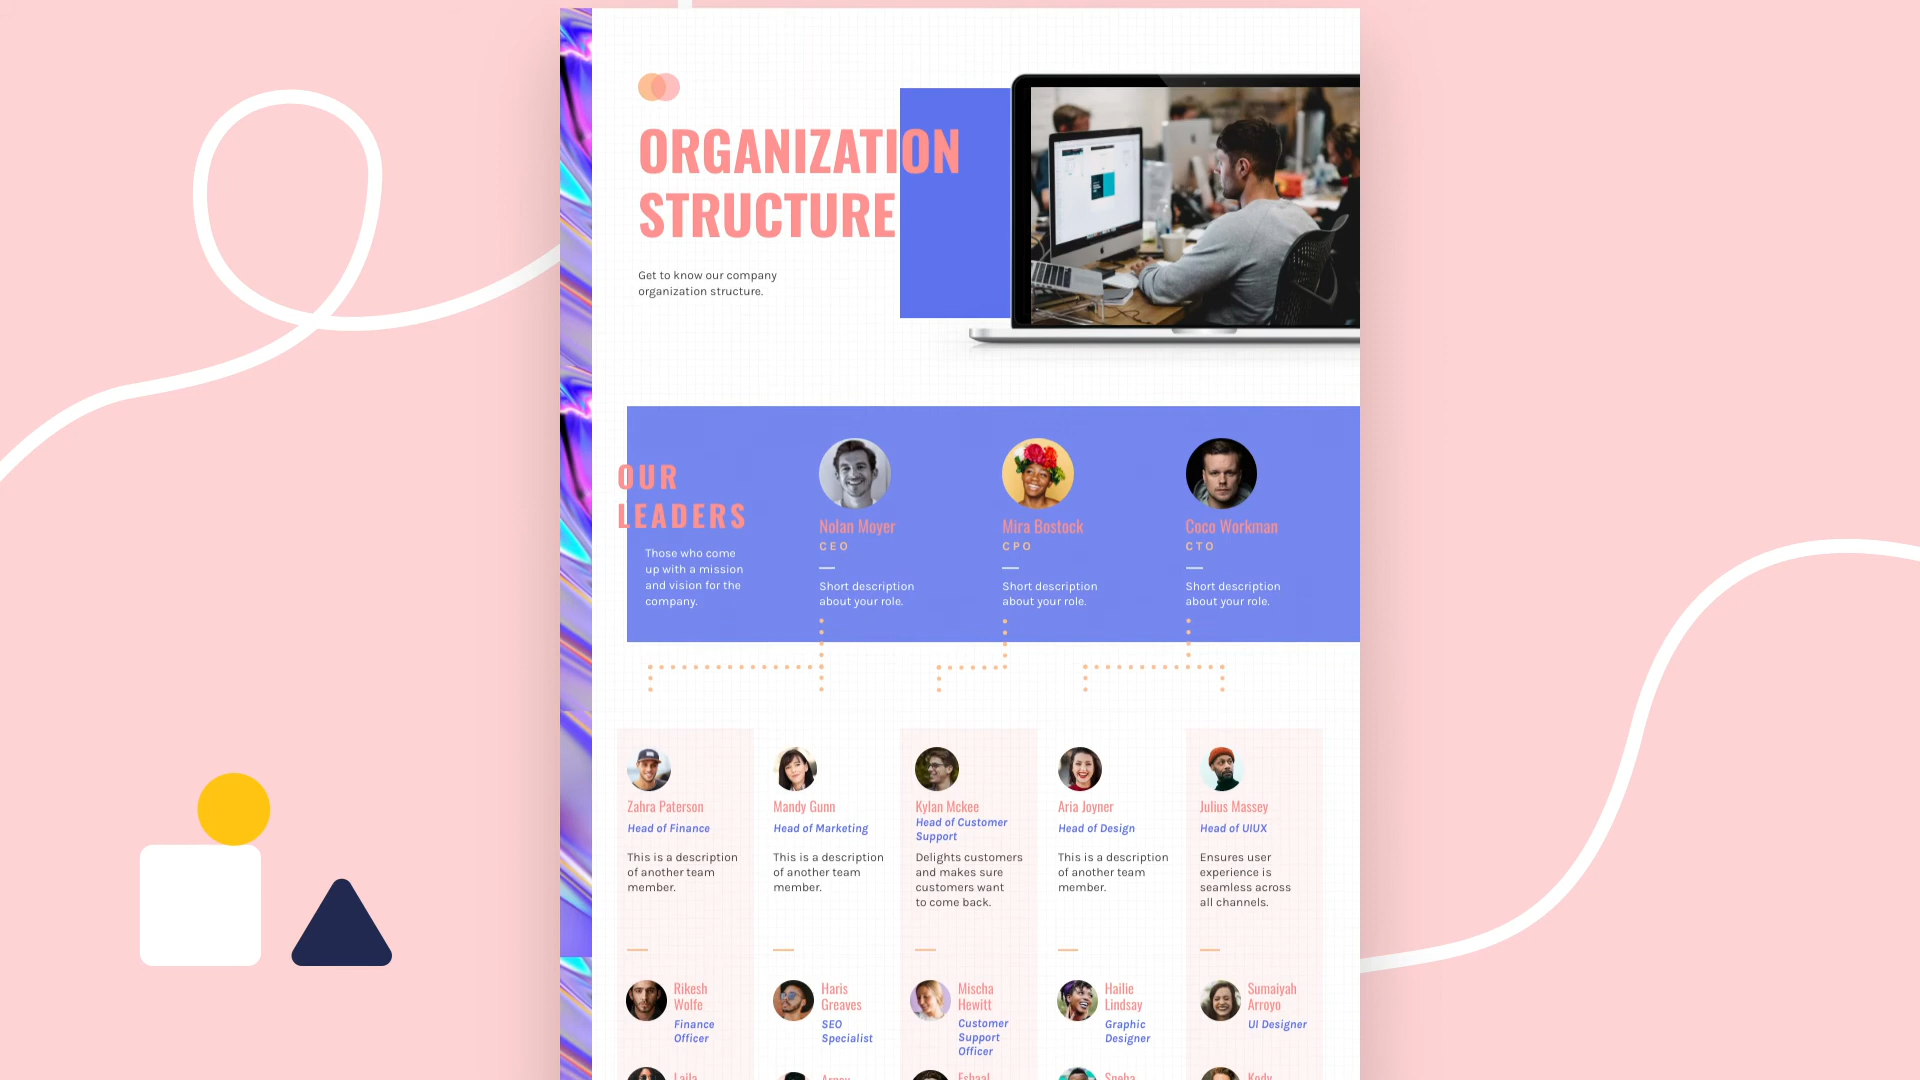 ORGANIZATION
STRUCTURE
Get to know our company
organization structure.
OUR
LEADERS
Those who come
up with a mission
and vision for the
company.
Nolan Moyer
CEO
Short description
about your role.
Mira Bostock
CPO
Short description
about your role.
Coco Workman
CTO
Short description
about your role.
Zahra Paterson
Head of Finance
This is a description
of another team
member.
Mandy Gunn
Head of Marketing
This is a description
of another team
member.
Kylan Mckee
Head of Customer
Support
Delights customers
and makes sure
customers want
to come back.
Aria Joyner
Head of Design
This is a description
of another team
member.
Julius Massey
Head of UIUX
Ensures user
experience is
seamless across
all channels.
Rikesh
Wolfe
Finance
Officer
Haris
Greaves
SEO
Specialist
Mischa
Hewitt
Customer
Support
Officer
Hailie
Lindsay
Graphic
Designer
Sumaiyah
Arroyo
UI Designer
Laila
Eshaal
Sneha
Kody